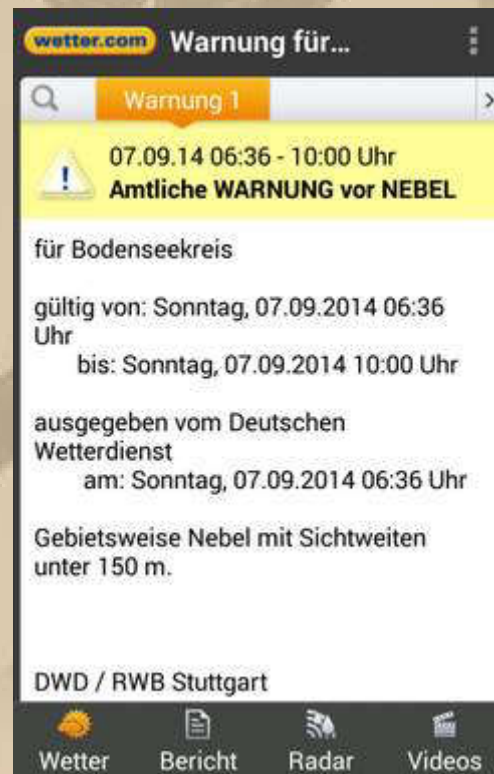 wetter.com Warnung für...
Warnung 1
07.09.14 06:36 - 10:00 Uhr
Amtliche WARNUNG vor NEBEL
für Bodenseekreis
gültig von: Sonntag, 07.09.2014 06:36
Uhr
bis: Sonntag, 07.09.2014 10:00 Uhr
ausgegeben vom Deutschen
Wetterdienst
am: Sonntag, 07.09.2014 06:36 Uhr
Gebietsweise Nebel mit Sichtweiten
unter 150 m.
DWD / RWB Stuttgart
Wetter Bericht Radar Videos